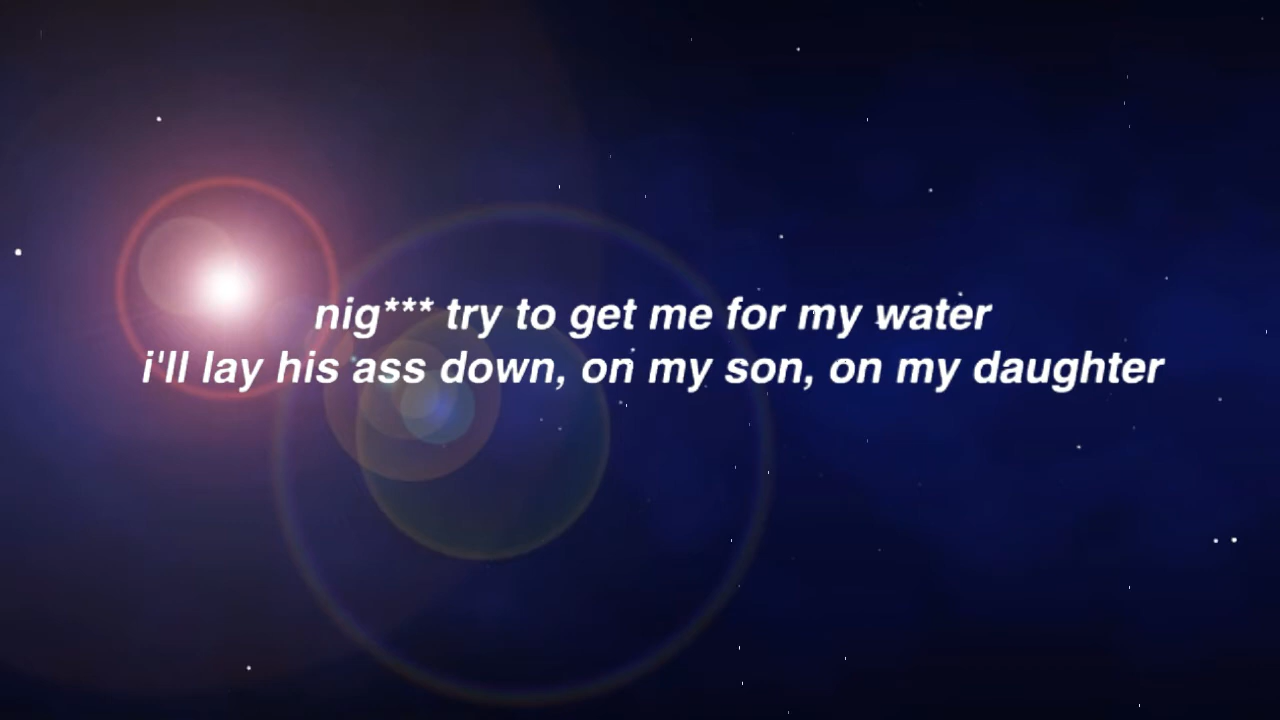 nig*** try to get me for my water
i'll lay his ass down, on my son, on my daughter